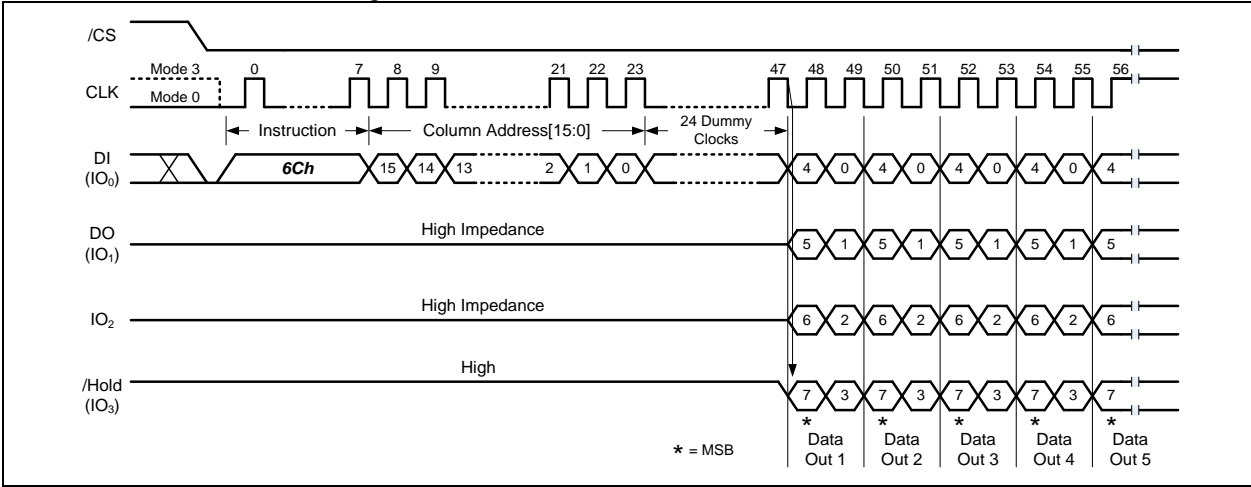 /CS
Mode 3
0
7
8
9
21
22
23
47
48
49
50
51
52
53
54
55
56
CLK
Mode 0
Instruction
Column Address[15:0]
24 Dummy
Clocks
DI
(IO₀)
6Ch
15
14
13
2
1
0
4
0
4
0
4
0
4
0
4
DO
(IO₁)
High Impedance
5
1
5
1
5
1
5
1
5
IO₂
High Impedance
6
2
6
2
6
2
6
2
6
/Hold
(IO₃)
High
7
3
7
3
7
3
7
3
7
*
*
*
*
*
* = MSB
Data
Out 1
Data
Out 2
Data
Out 3
Data
Out 4
Data
Out 5